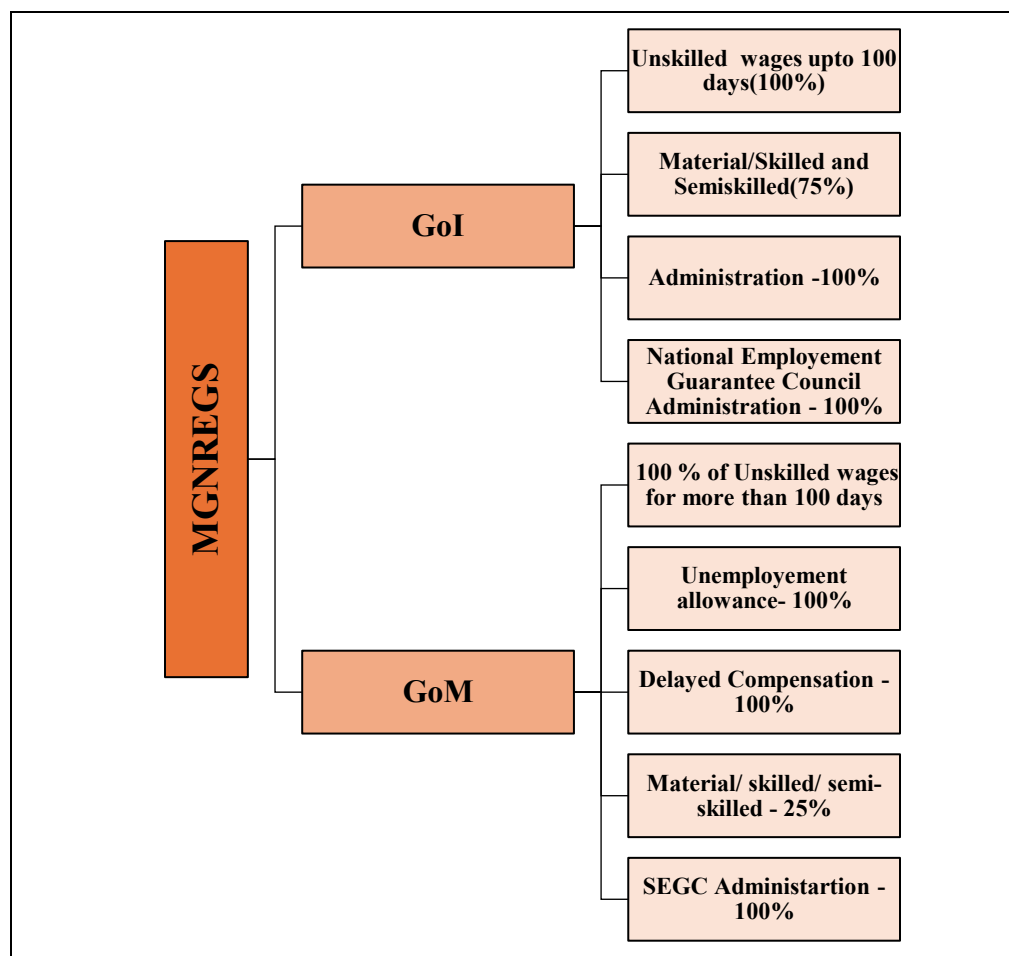 MGNREGS
GoI
Unskilled wages upto 100
days(100%)
Material/Skilled and
Semiskilled(75%)
Administration -100%
National Employement
Guarantee Council
Administration - 100%
GoM
100 % of Unskilled wages
for more than 100 days
Unemployement
allowance- 100%
Delayed Compensation -
100%
Material/ skilled/ semi-
skilled - 25%
SEGC Administartion -
100%